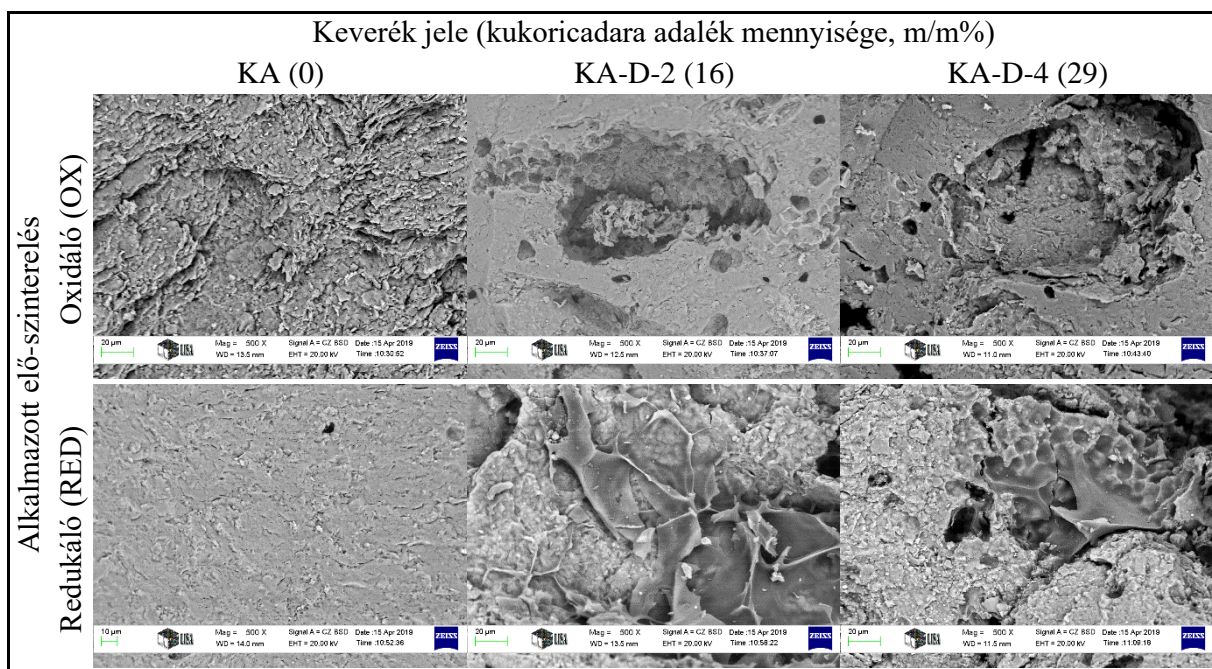 Keverék jele (kukoricadara adalék mennyisége, m/m%)
KA (0)
KA-D-2 (16)
KA-D-4 (29)
Alkalmazott elő-szinterelés
Oxidáló (OX)
20 µm
LISA
Mag = 500 X
Signal A = CZ BSD
Date :15 Apr 2019
WD = 13.5 mm
EHT = 20.00 kV
Time :10:30:52
ZEISS
20 µm
LISA
Mag = 500 X
Signal A = CZ BSD
Date :15 Apr 2019
WD = 12.5 mm
EHT = 20.00 kV
Time :10:37:07
ZEISS
20 µm
LISA
Mag = 500 X
Signal A = CZ BSD
Date :15 Apr 2019
WD = 11.0 mm
EHT = 20.00 kV
Time :10:43:40
ZEISS
Redukáló (RED)
10 µm
LISA
Mag = 500 X
Signal A = CZ BSD
Date :15 Apr 2019
WD = 14.0 mm
EHT = 20.00 kV
Time :10:52:36
ZEISS
20 µm
LISA
Mag = 500 X
Signal A = CZ BSD
Date :15 Apr 2019
WD = 13.5 mm
EHT = 20.00 kV
Time :10:58:22
ZEISS
20 µm
LISA
Mag = 500 X
Signal A = CZ BSD
Date :15 Apr 2019
WD = 11.5 mm
EHT = 20.00 kV
Time :11:08:18
ZEISS